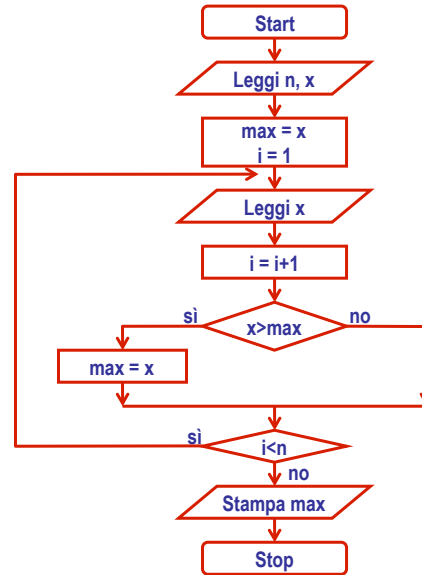 Start
Leggi n, x
max = x
i = 1
Leggi x
i = i+1
sì
no
x>max
max = x
sì
i<n
no
Stampa max
Stop